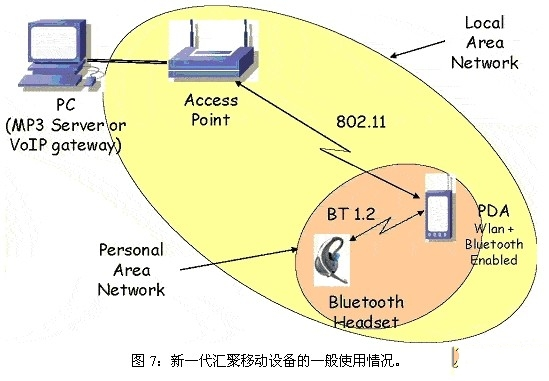 Local
Area
Network
PC
(MP3 Server or
VoIP gateway)
Access
Point
802.11
BT 1.2
PDA
Wlan +
Bluetooth
Enabled
Personal
Area
Network
Bluetooth
Headset
图 7：新一代汇聚移动设备的一般使用情况。